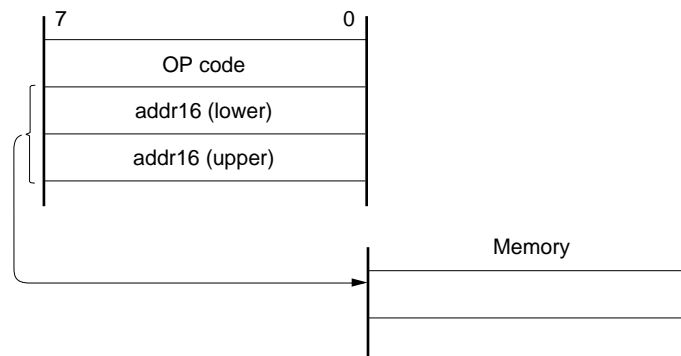 7 0
OP code
addr16 (lower)
addr16 (upper)
Memory